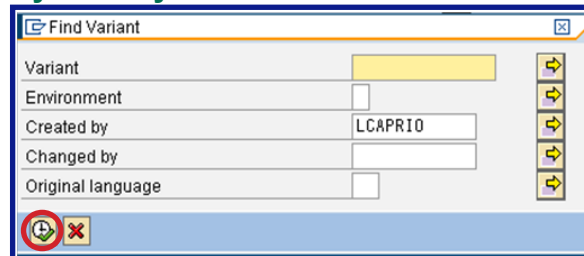 Find Variant
Variant
Environment
Created by LCAPRIO
Changed by
Original language